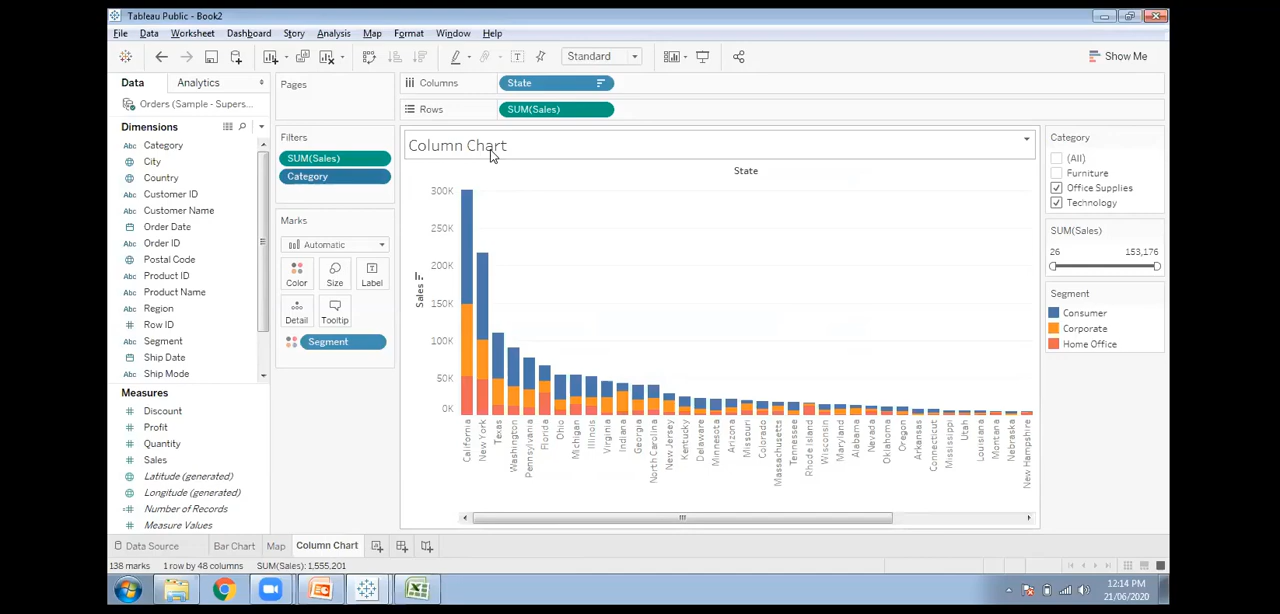 Tableau Public - Book2
File Data Worksheet Dashboard Story Analysis Map Format Window Help
Standard
Show Me
Data Analytics
Orders (Sample - Supers...
Dimensions
Category
City
Country
Customer ID
Customer Name
Order Date
Order ID
Postal Code
Product ID
Product Name
Region
Row ID
Segment
Ship Date
Ship Mode
Measures
Discount
Profit
Quantity
Sales
Latitude (generated)
Longitude (generated)
Number of Records
Measure Values
Pages
Filters
SUM(Sales)
Category
Marks
Automatic
Color Size Label
Detail Tooltip
Segment
Columns State
Rows SUM(Sales)
Column Chart
State
300K
250K
200K
150K
100K
50K
0K
Sales
California
New York
Texas
Washington
Pennsylvania
Florida
Ohio
Michigan
Illinois
Virginia
Indiana
Georgia
North Carolina
New Jersey
Kentucky
Delaware
Minnesota
Arizona
Missouri
Colorado
Massachusetts
Tennessee
Rhode Island
Wisconsin
Maryland
Alabama
Nevada
Oklahoma
Oregon
Arkansas
Connecticut
Mississippi
Utah
Louisiana
Montana
Nebraska
New Hampshire
Category
(All)
Furniture
Office Supplies
Technology
SUM(Sales)
26 153,176
Segment
Consumer
Corporate
Home Office
Data Source Bar Chart Map Column Chart
138 marks 1 row by 48 columns SUM(Sales): 1,555,201
12:14 PM
21/06/2020